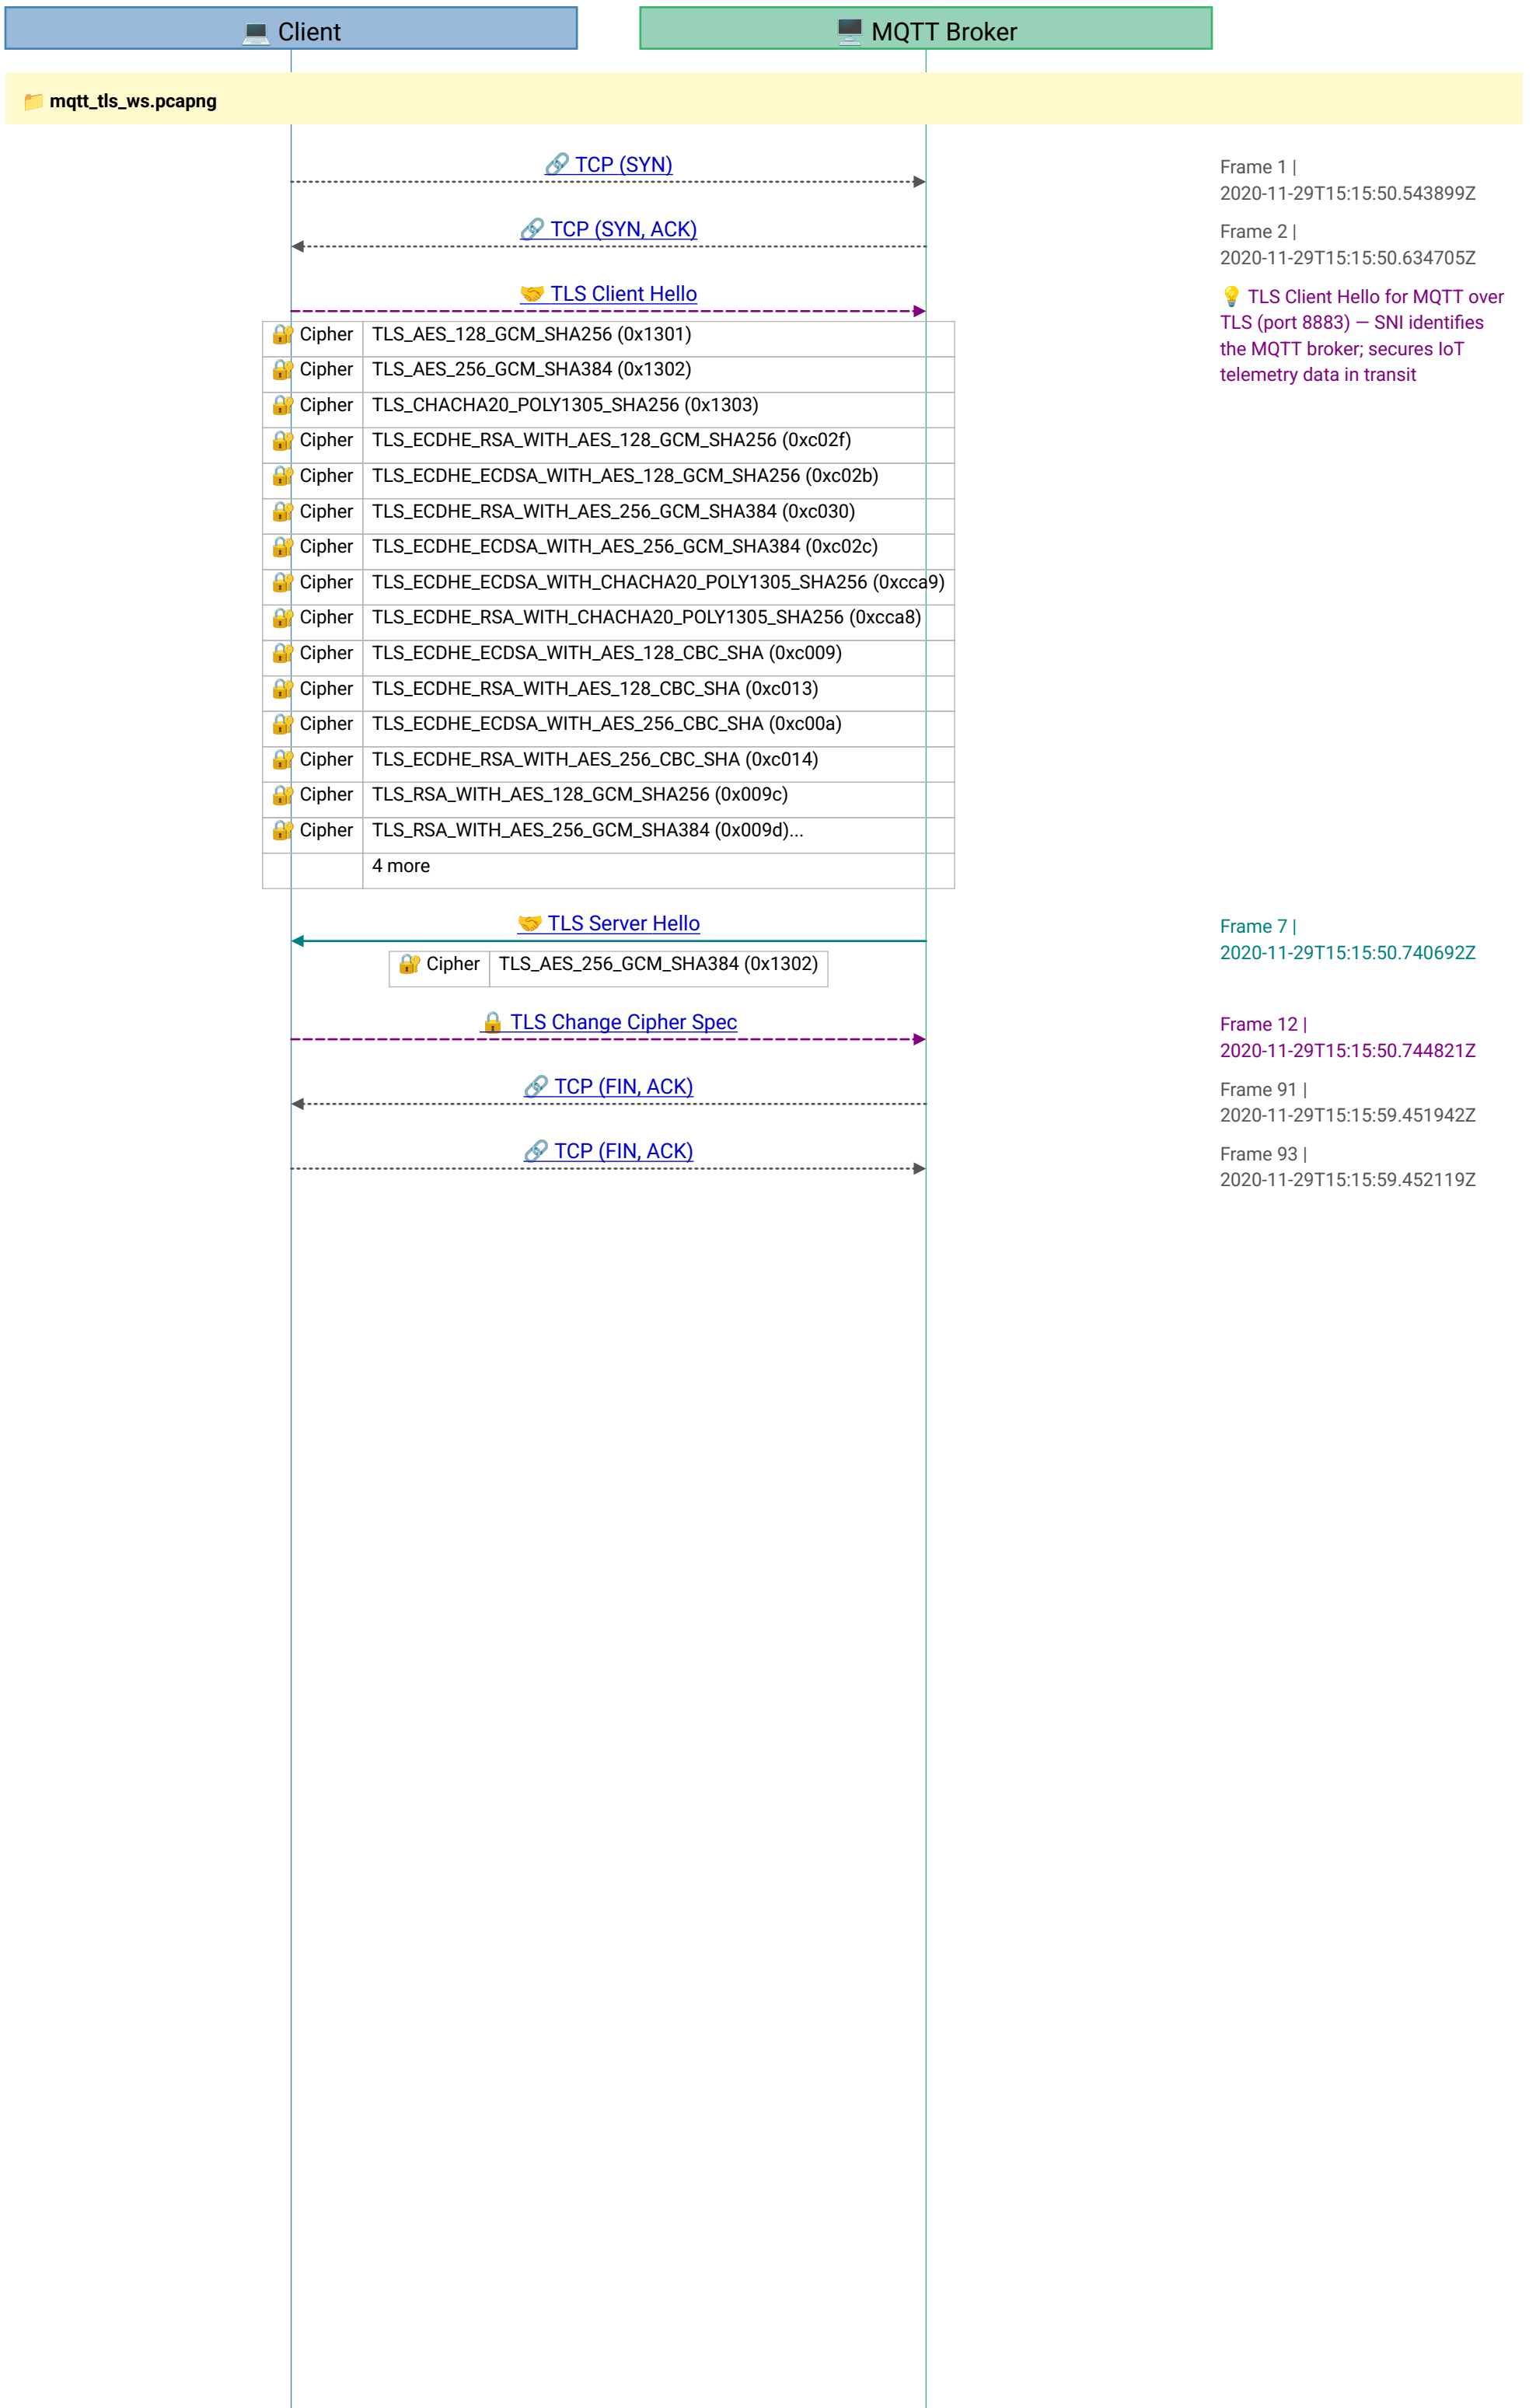 💻 Client
🖥️ MQTT Broker
📁 mqtt_tls_ws.pcapng
🔗 TCP (SYN)
Frame 1 |
2020-11-29T15:15:50.543899Z
🔗 TCP (SYN, ACK)
Frame 2 |
2020-11-29T15:15:50.634705Z
🤝 TLS Client Hello
💡 TLS Client Hello for MQTT over
TLS (port 8883) — SNI identifies
the MQTT broker; secures IoT
telemetry data in transit
🔐 Cipher TLS_AES_128_GCM_SHA256 (0x1301)
🔐 Cipher TLS_AES_256_GCM_SHA384 (0x1302)
🔐 Cipher TLS_CHACHA20_POLY1305_SHA256 (0x1303)
🔐 Cipher TLS_ECDHE_RSA_WITH_AES_128_GCM_SHA256 (0xc02f)
🔐 Cipher TLS_ECDHE_ECDSA_WITH_AES_128_GCM_SHA256 (0xc02b)
🔐 Cipher TLS_ECDHE_RSA_WITH_AES_256_GCM_SHA384 (0xc030)
🔐 Cipher TLS_ECDHE_ECDSA_WITH_AES_256_GCM_SHA384 (0xc02c)
🔐 Cipher TLS_ECDHE_ECDSA_WITH_CHACHA20_POLY1305_SHA256 (0xcca9)
🔐 Cipher TLS_ECDHE_RSA_WITH_CHACHA20_POLY1305_SHA256 (0xcca8)
🔐 Cipher TLS_ECDHE_ECDSA_WITH_AES_128_CBC_SHA (0xc009)
🔐 Cipher TLS_ECDHE_RSA_WITH_AES_128_CBC_SHA (0xc013)
🔐 Cipher TLS_ECDHE_ECDSA_WITH_AES_256_CBC_SHA (0xc00a)
🔐 Cipher TLS_ECDHE_RSA_WITH_AES_256_CBC_SHA (0xc014)
🔐 Cipher TLS_RSA_WITH_AES_128_GCM_SHA256 (0x009c)
🔐 Cipher TLS_RSA_WITH_AES_256_GCM_SHA384 (0x009d)...
4 more
🤝 TLS Server Hello
Frame 7 |
2020-11-29T15:15:50.740692Z
🔐 Cipher TLS_AES_256_GCM_SHA384 (0x1302)
🔒 TLS Change Cipher Spec
Frame 12 |
2020-11-29T15:15:50.744821Z
🔗 TCP (FIN, ACK)
Frame 91 |
2020-11-29T15:15:59.451942Z
🔗 TCP (FIN, ACK)
Frame 93 |
2020-11-29T15:15:59.452119Z